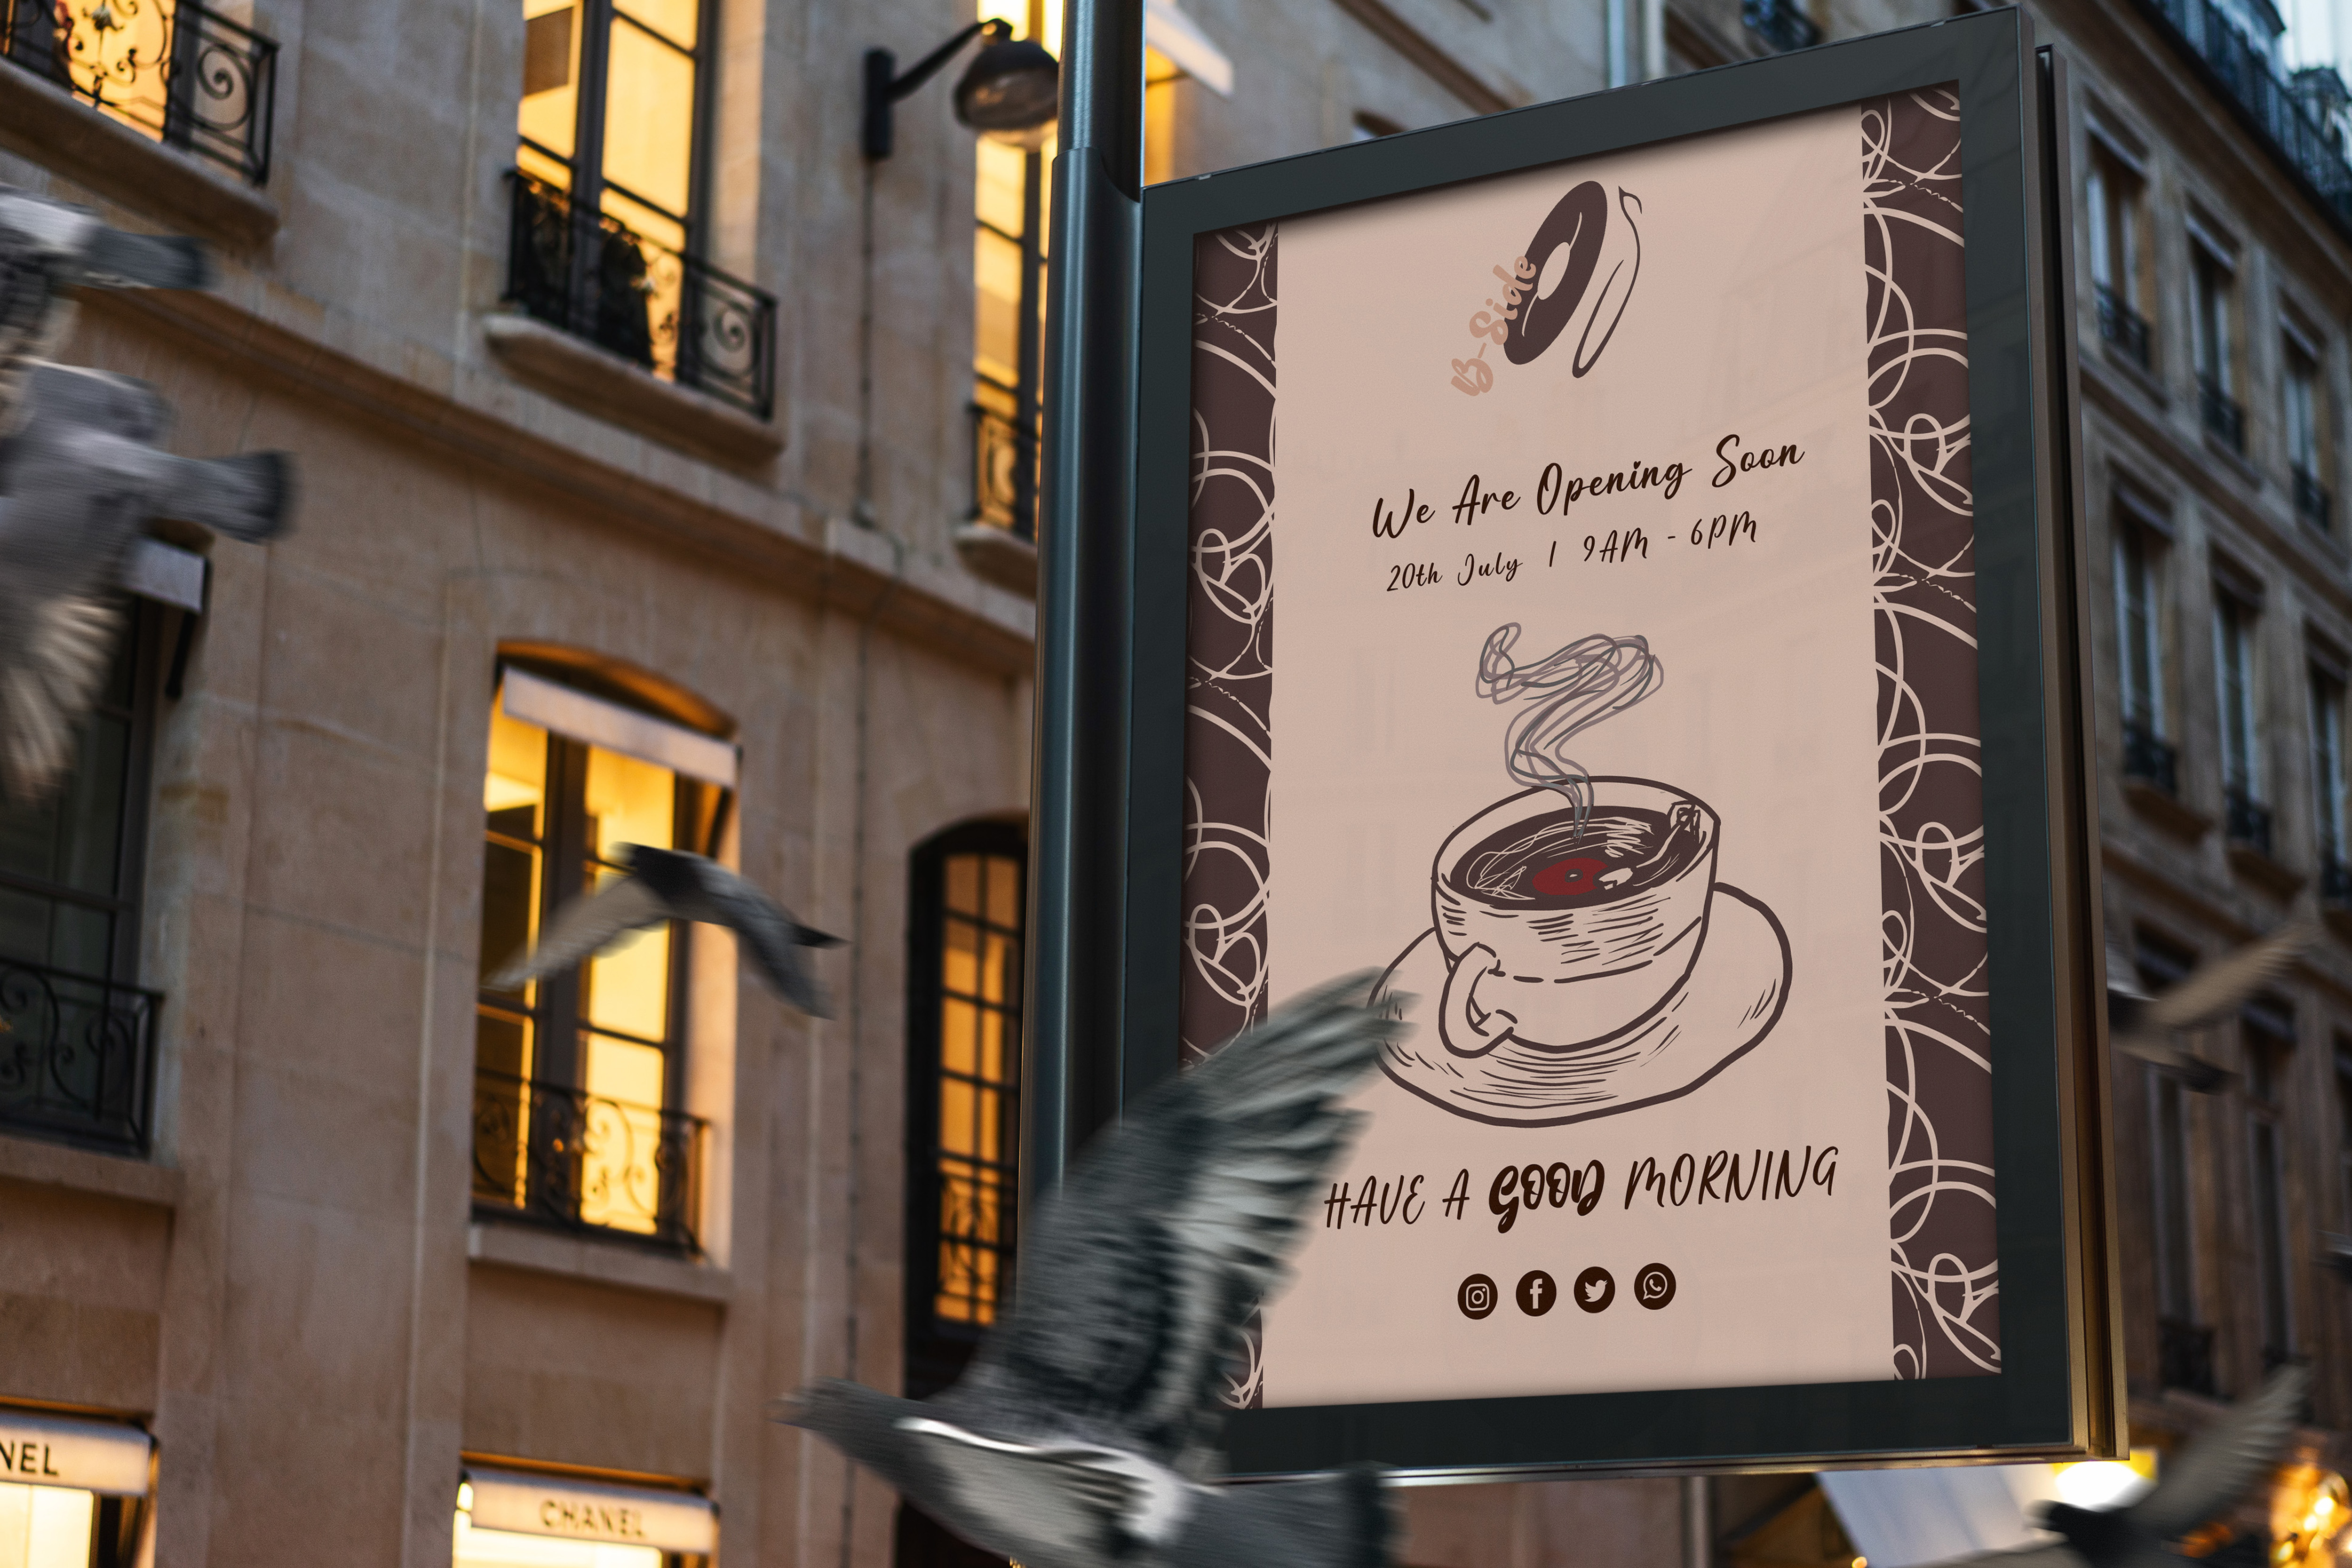 B-Side
We Are Opening Soon
20th July | 9AM - 6PM
HAVE A GOOD MORNING
NEL
CHANEL